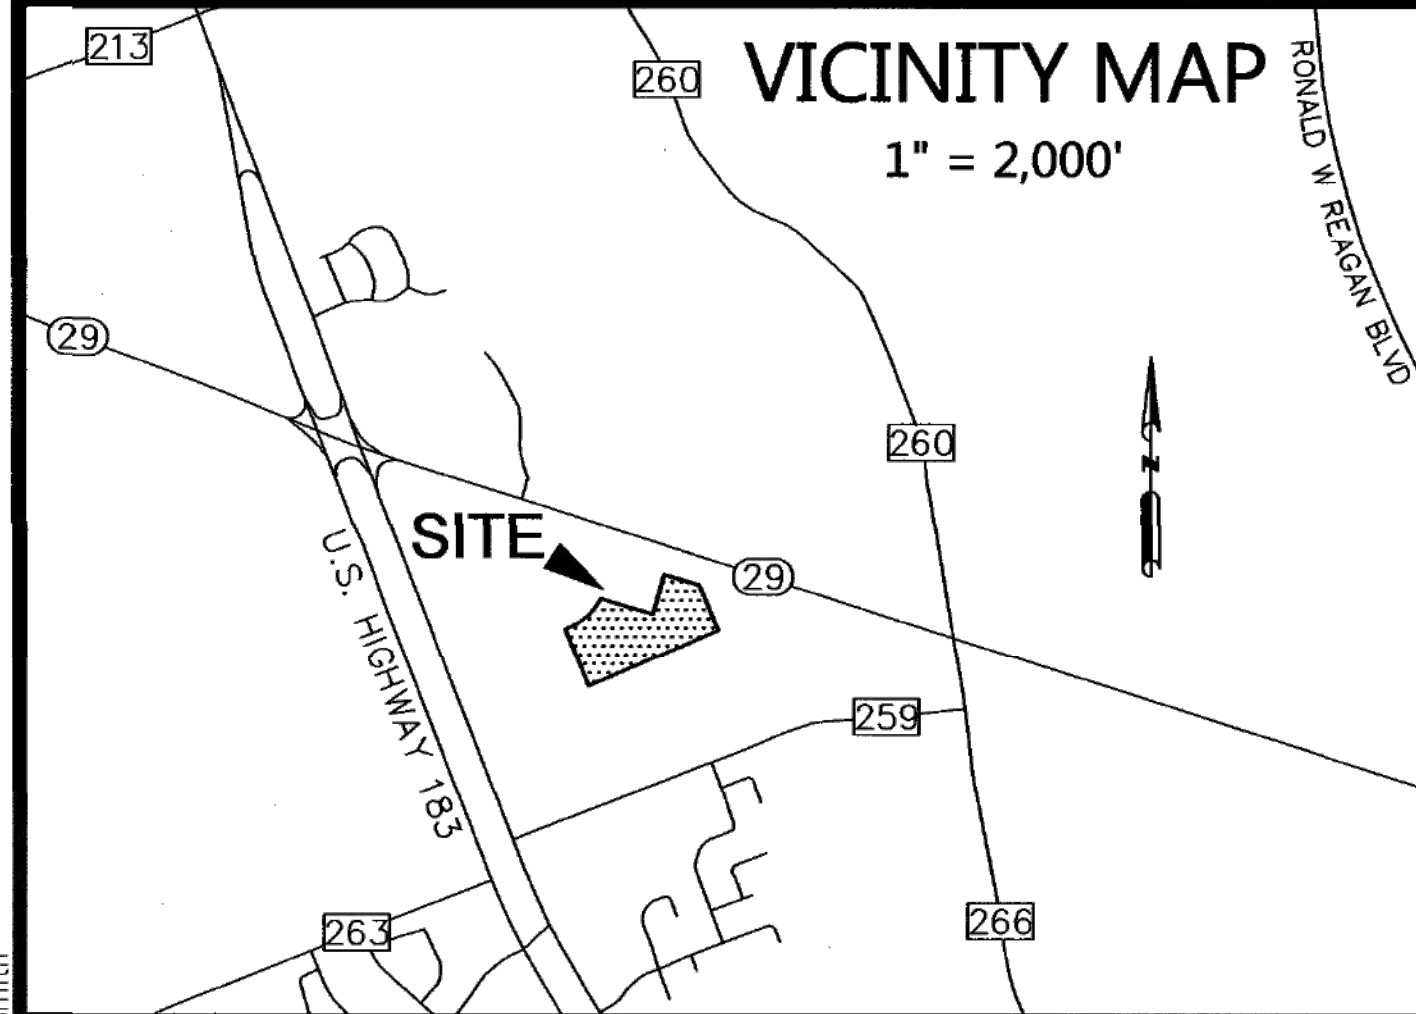 213
260
VICINITY MAP
1" = 2,000'
RONALD W REAGAN BLVD
29
260
N
SITE
29
U.S. HIGHWAY 183
259
263
266